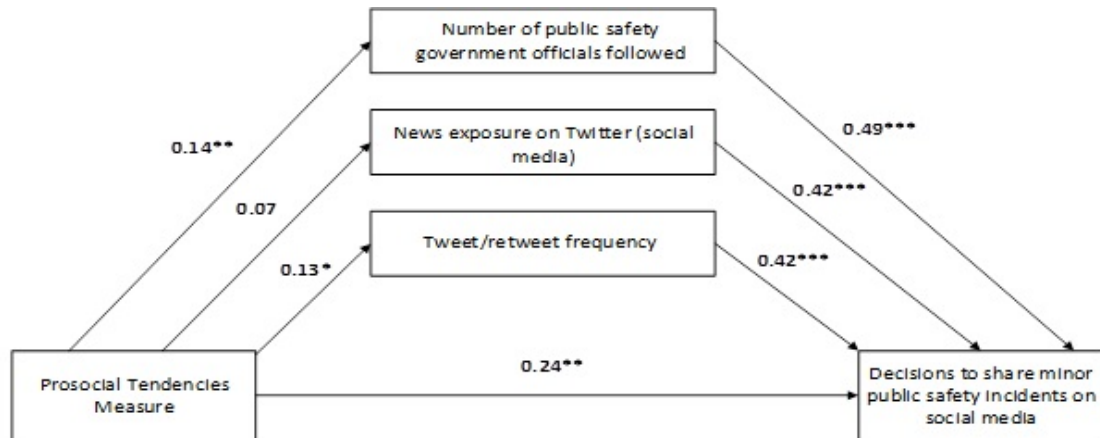 Number of public safety
government officials followed
0.14**
0.49***
News exposure on Twitter (social
media)
0.07
0.42***
Tweet/retweet frequency
0.13*
0.42***
Prosocial Tendencies
Measure
0.24**
Decisions to share minor
public safety incidents on
social media